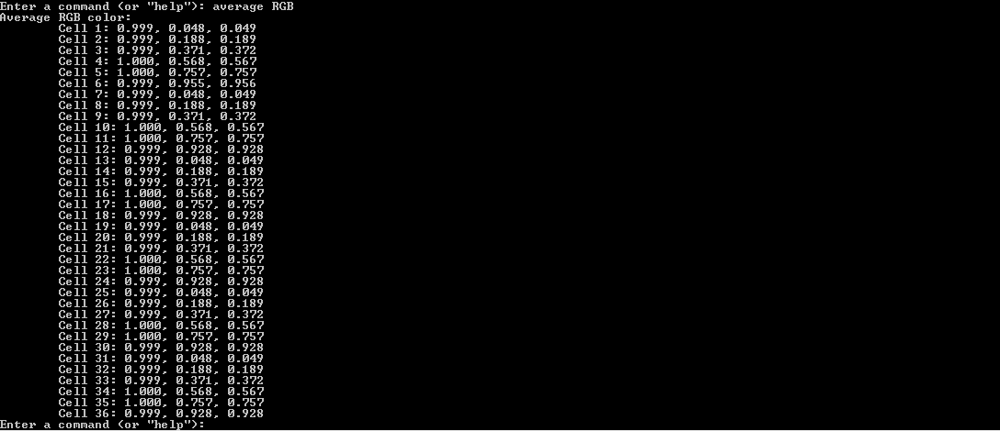 Enter a command (or "help"): average RGB
Average RGB color:
Cell 1: 0.999, 0.048, 0.049
Cell 2: 0.999, 0.188, 0.189
Cell 3: 0.999, 0.371, 0.372
Cell 4: 1.000, 0.568, 0.567
Cell 5: 1.000, 0.757, 0.757
Cell 6: 0.999, 0.955, 0.956
Cell 7: 0.999, 0.048, 0.049
Cell 8: 0.999, 0.188, 0.189
Cell 9: 0.999, 0.371, 0.372
Cell 10: 1.000, 0.568, 0.567
Cell 11: 1.000, 0.757, 0.757
Cell 12: 0.999, 0.928, 0.928
Cell 13: 0.999, 0.048, 0.049
Cell 14: 0.999, 0.188, 0.189
Cell 15: 0.999, 0.371, 0.372
Cell 16: 1.000, 0.568, 0.567
Cell 17: 1.000, 0.757, 0.757
Cell 18: 0.999, 0.928, 0.928
Cell 19: 0.999, 0.048, 0.049
Cell 20: 0.999, 0.188, 0.189
Cell 21: 0.999, 0.371, 0.372
Cell 22: 1.000, 0.568, 0.567
Cell 23: 1.000, 0.757, 0.757
Cell 24: 0.999, 0.928, 0.928
Cell 25: 0.999, 0.048, 0.049
Cell 26: 0.999, 0.188, 0.189
Cell 27: 0.999, 0.371, 0.372
Cell 28: 1.000, 0.568, 0.567
Cell 29: 1.000, 0.757, 0.757
Cell 30: 0.999, 0.928, 0.928
Cell 31: 0.999, 0.048, 0.049
Cell 32: 0.999, 0.188, 0.189
Cell 33: 0.999, 0.371, 0.372
Cell 34: 1.000, 0.568, 0.567
Cell 35: 1.000, 0.757, 0.757
Cell 36: 0.999, 0.928, 0.928
Enter a command (or "help"):